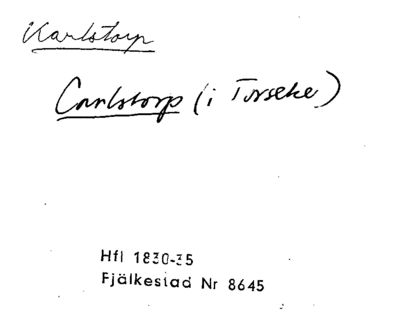 Karlstorp
Carlstorp (i Torseke)
Hfl 1830-35
Fjälkestad Nr 8645